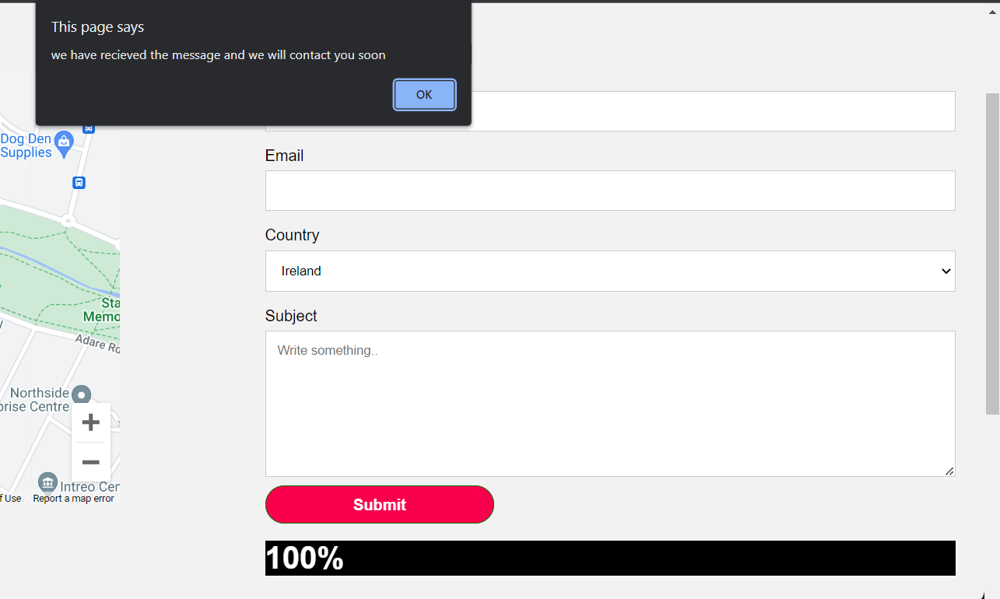 This page says
we have recieved the message and we will contact you soon
OK
Dog Den
Supplies
Email
Country
Ireland
Subject
Write something..
Sta
Memo
Adare Rd
Northside
prise Centre
+
−
Intreo Cen
f Use Report a map error
Submit
100%